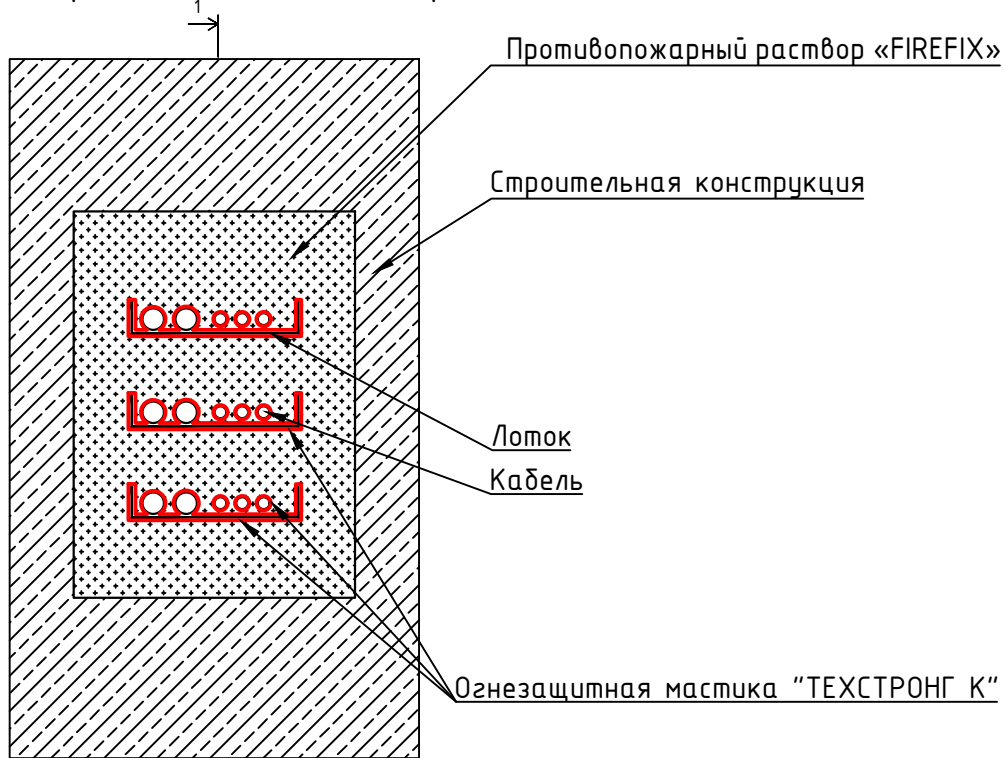 1
Противопожарный раствор «FIREFIX»
Строительная конструкция
Лоток
Кабель
Огнезащитная мастика "ТЕХСТРОНГ К"